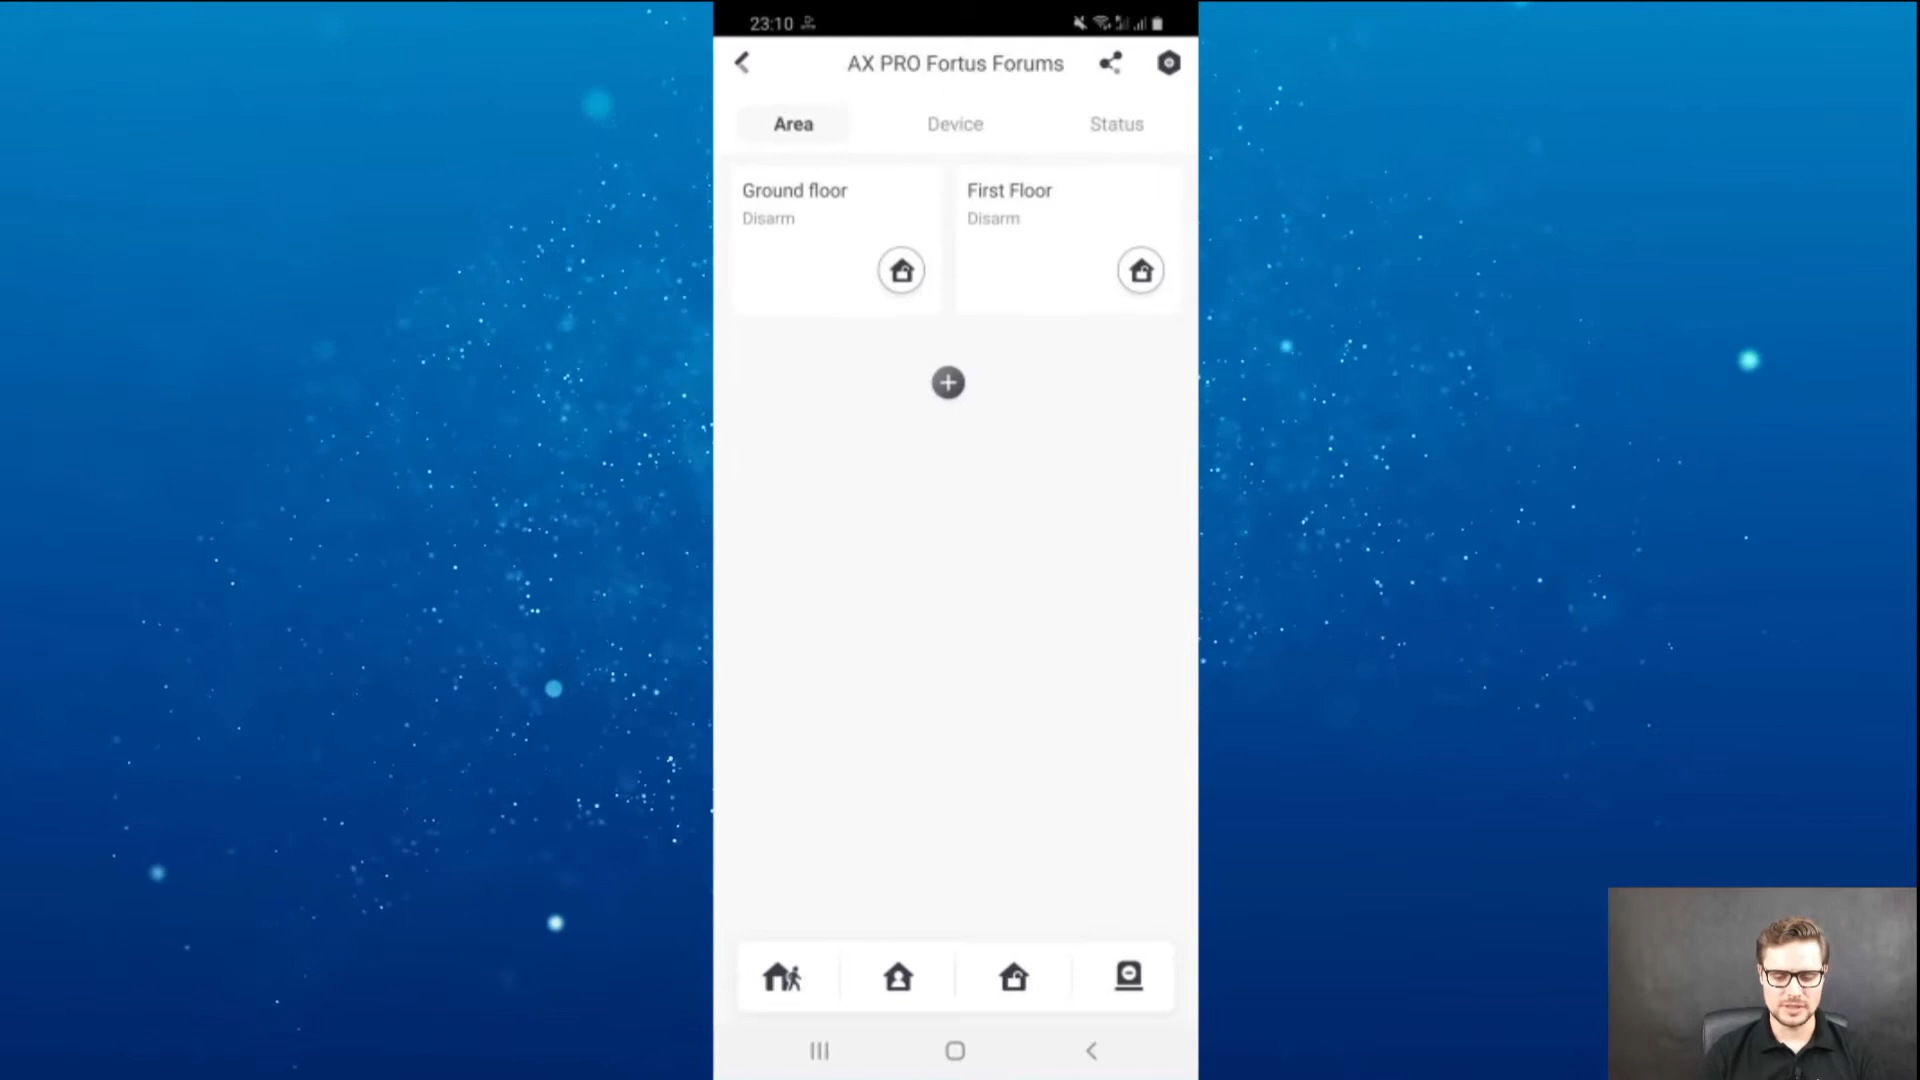 23:10
AX PRO Fortus Forums
Area Device Status
Ground floor
Disarm
First Floor
Disarm